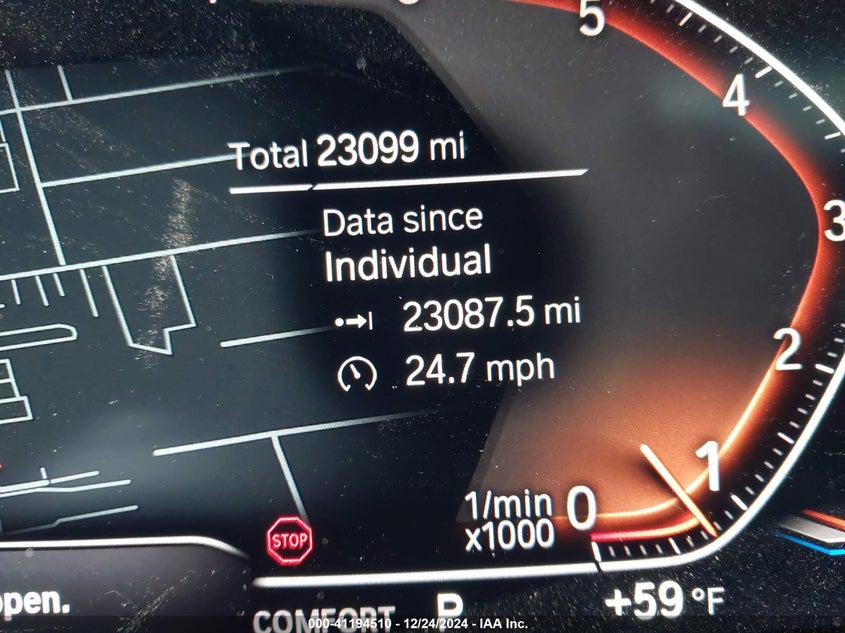 5
4
Total 23099 mi
3
Data since
Individual
23087.5 mi
2
24.7 mph
1
1/min 0
x1000
STOP
open.
+59 °F
COMFORT P
000-41194510 - 12/24/2024 - IAA Inc.